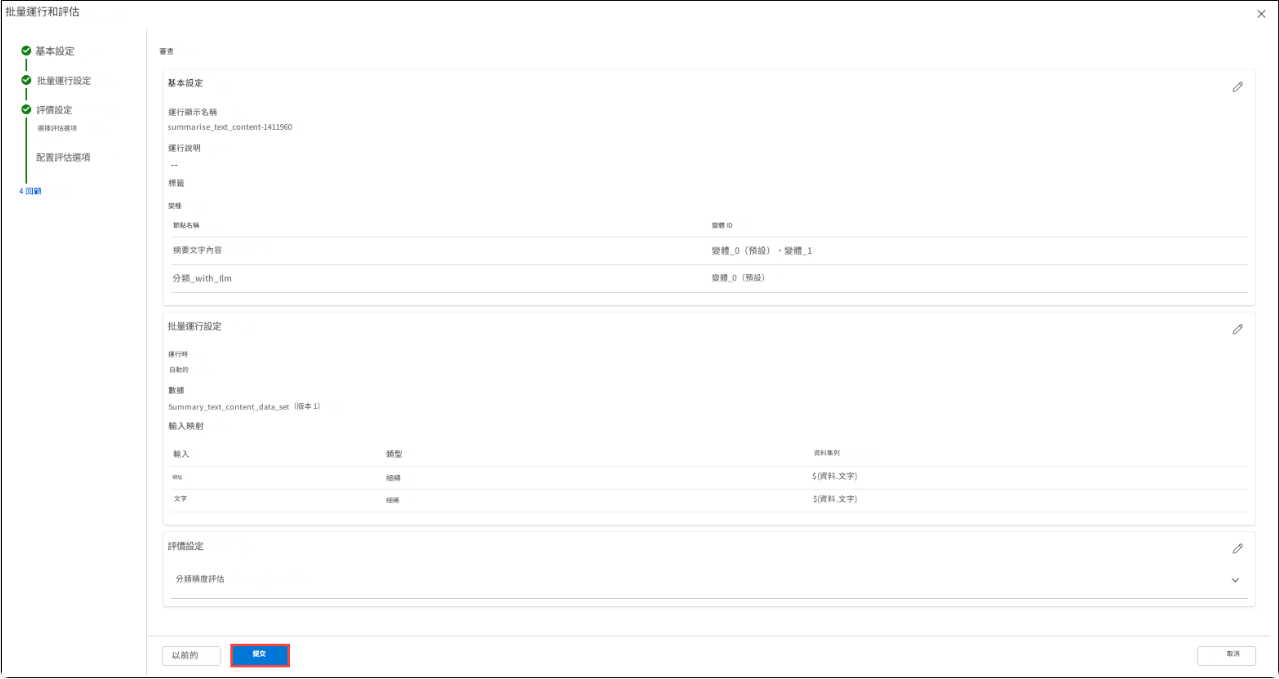 批量運行和評估
基本設定
批量運行設定
評價設定
選擇評估選項
配置評估選項
4 回顧
審查
基本設定
運行顯示名稱
summarise_text_content-1411960
運行說明
--
標籤
變種
節點名稱 變體 ID
摘要文字內容 變體_0（預設），變體_1
分類_with_llm 變體_0（預設）
批量運行設定
運行時
自動的
數據
Summary_text_content_data_set（版本 1）
輸入映射
輸入 類型 資料集列
網址 細繩 ${資料.文字}
文字 細繩 ${資料.文字}
評價設定
分類精度評估
以前的
提交
取消